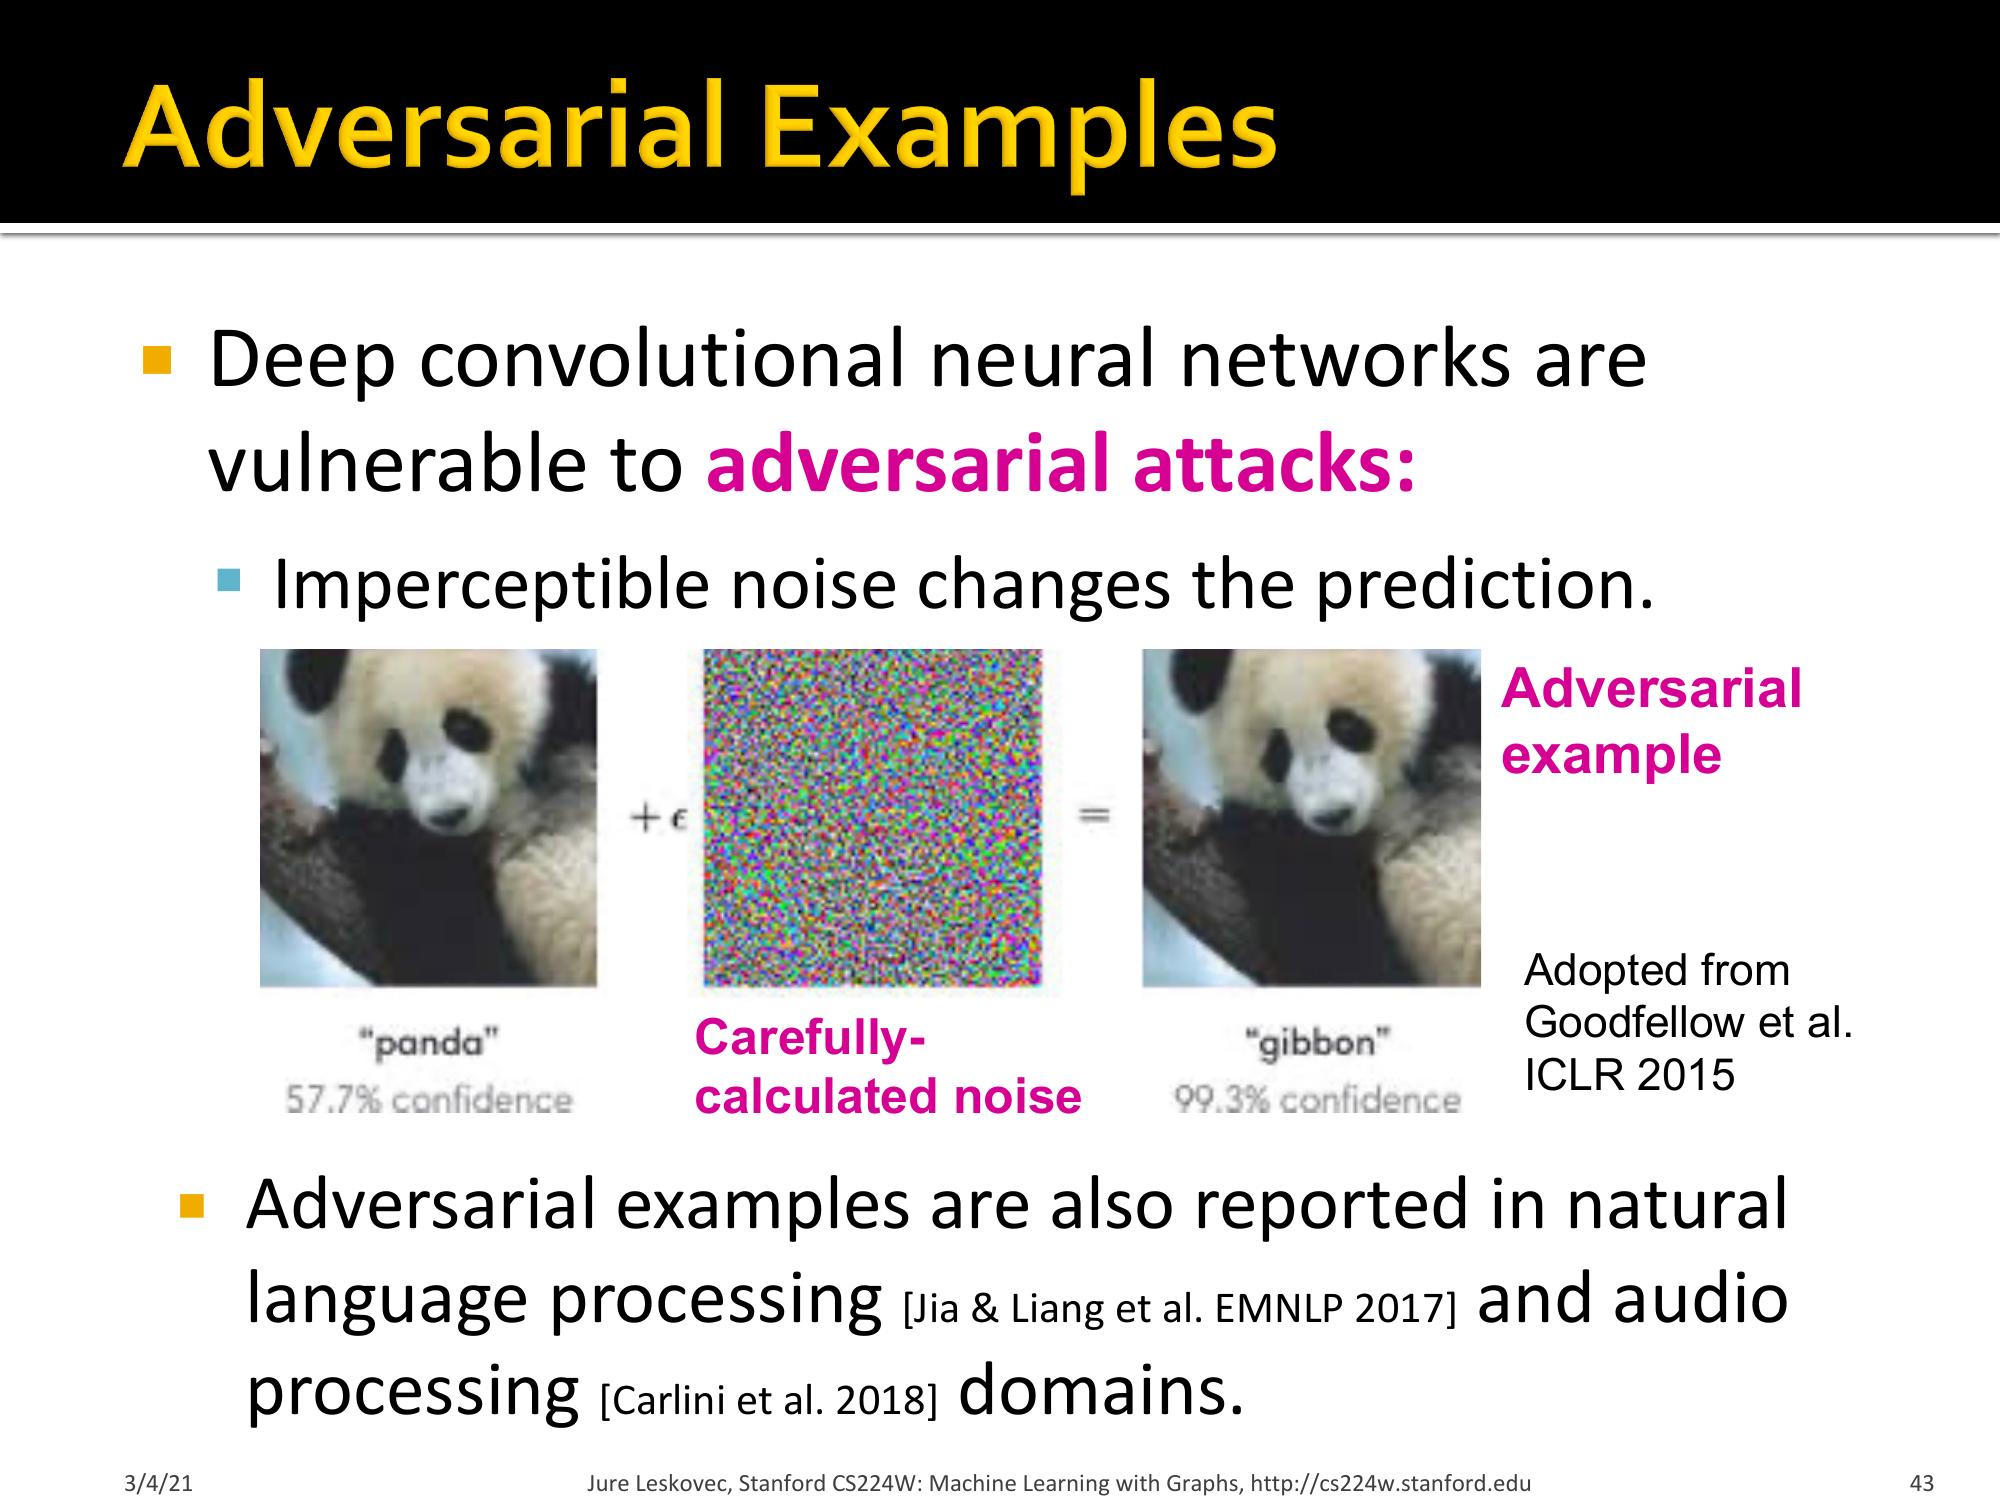 Adversarial Examples
Deep convolutional neural networks are
vulnerable to adversarial attacks:
Imperceptible noise changes the prediction.
Adversarial
example
+ ϵ
=
Adopted from
Goodfellow et al.
ICLR 2015
“panda”
57.7% confidence
Carefully-
calculated noise
“gibbon”
99.3% confidence
Adversarial examples are also reported in natural
language processing [Jia & Liang et al. EMNLP 2017] and audio
processing [Carlini et al. 2018] domains.
3/4/21
Jure Leskovec, Stanford CS224W: Machine Learning with Graphs, http://cs224w.stanford.edu
43